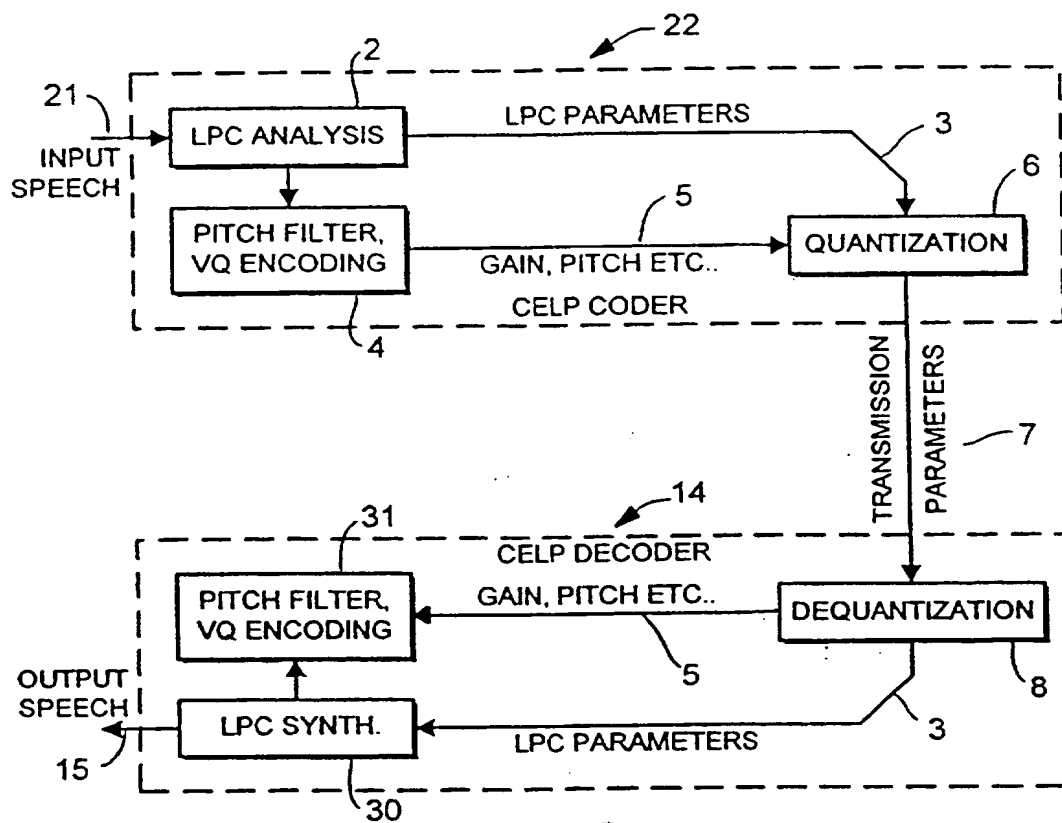 22
2
21
LPC ANALYSIS
LPC PARAMETERS
3
INPUT
SPEECH
6
5
PITCH FILTER,
VQ ENCODING
QUANTIZATION
GAIN, PITCH ETC..
CELP CODER
4
TRANSMISSION
PARAMETERS
7
14
31
CELP DECODER
PITCH FILTER,
VQ ENCODING
GAIN, PITCH ETC..
DEQUANTIZATION
5
8
OUTPUT
SPEECH
LPC SYNTH.
3
LPC PARAMETERS
15
30